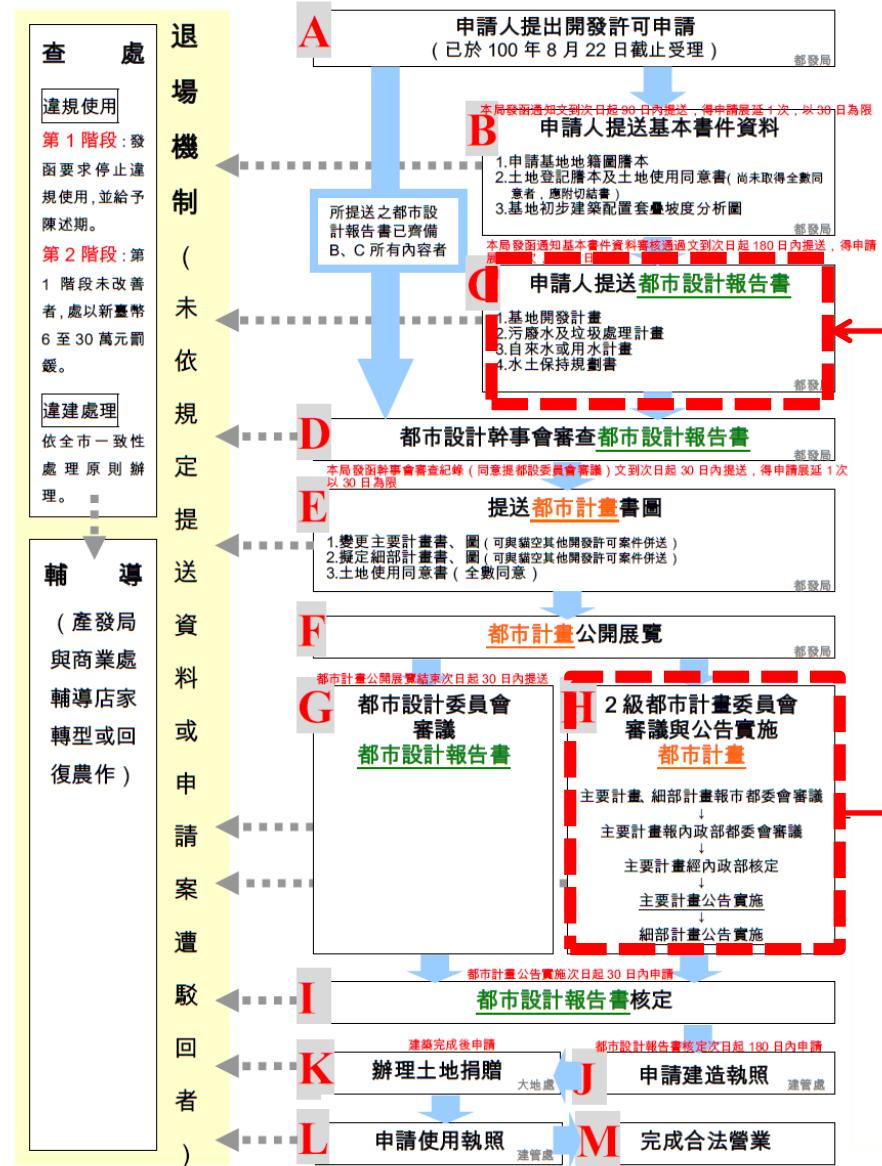 查 處
違規使用
第 1 階段 : 發
函要求停止違
規使用,並給予
陳述期。
第 2 階段 : 第
1 階段未改善
者,處以新臺幣
6 至 30 萬元罰
鍰。
違建處理
依全市一致性
處理原則辦
理。
輔 導
(產發局
與商業處
輔導店家
轉型或回
復農作)
退場機制(未依規定提送資料或申請案遭駁回者)
A
申請人提出開發許可申請
(已於 100 年 8 月 22 日截止受理)
都發局
所提送之都市設
計報告書已齊備
B、C 所有內容者
本局發函通知文到次日起 90 日內提送,得申請展延 1 次,以 30 日為限
B
申請人提送基本書件資料
1.申請基地地籍圖謄本
2.土地登記謄本及土地使用同意書(尚未取得全數同
意者,應附切結書)
3.基地初步建築配置套疊坡度分析圖
都發局
本局發函通知基本書件資料審核通過文到次日起 180 日內提送,得申請
展 次 日
C
申請人提送都市設計報告書
1.基地開發計畫
2.污廢水及垃圾處理計畫
3.自來水或用水計畫
4.水土保持規劃書
都發局
D
都市設計幹事會審查都市設計報告書
都發局
本局發函幹事會審查紀錄(同意提都設委員會審議)文到次日起 30 日內提送,得申請展延 1 次
以 30 日為限
E
提送都市計畫書圖
1.變更主要計畫書、圖(可與貓空其他開發許可案件併送)
2.擬定細部計畫書、圖(可與貓空其他開發許可案件併送)
3.土地使用同意書(全數同意)
都發局
F
都市計畫公開展覽
都發局
都市計畫公開展覽結束次日起 30 日內提送
G
都市設計委員會
審議
都市設計報告書
H
2 級都市計畫委員會
審議與公告實施
都市計畫
主要計畫、細部計畫報市都委會審議
↓
主要計畫報內政部都委會審議
↓
主要計畫經內政部核定
↓
主要計畫公告實施
↓
細部計畫公告實施
都市計畫公告實施次日起 30 日內申請
I
都市設計報告書核定
建築完成後申請
K
辦理土地捐贈
大地處
都市設計報告書核定次日起 180 日內申請
J
申請建造執照
建管處
L
申請使用執照
建管處
M
完成合法營業